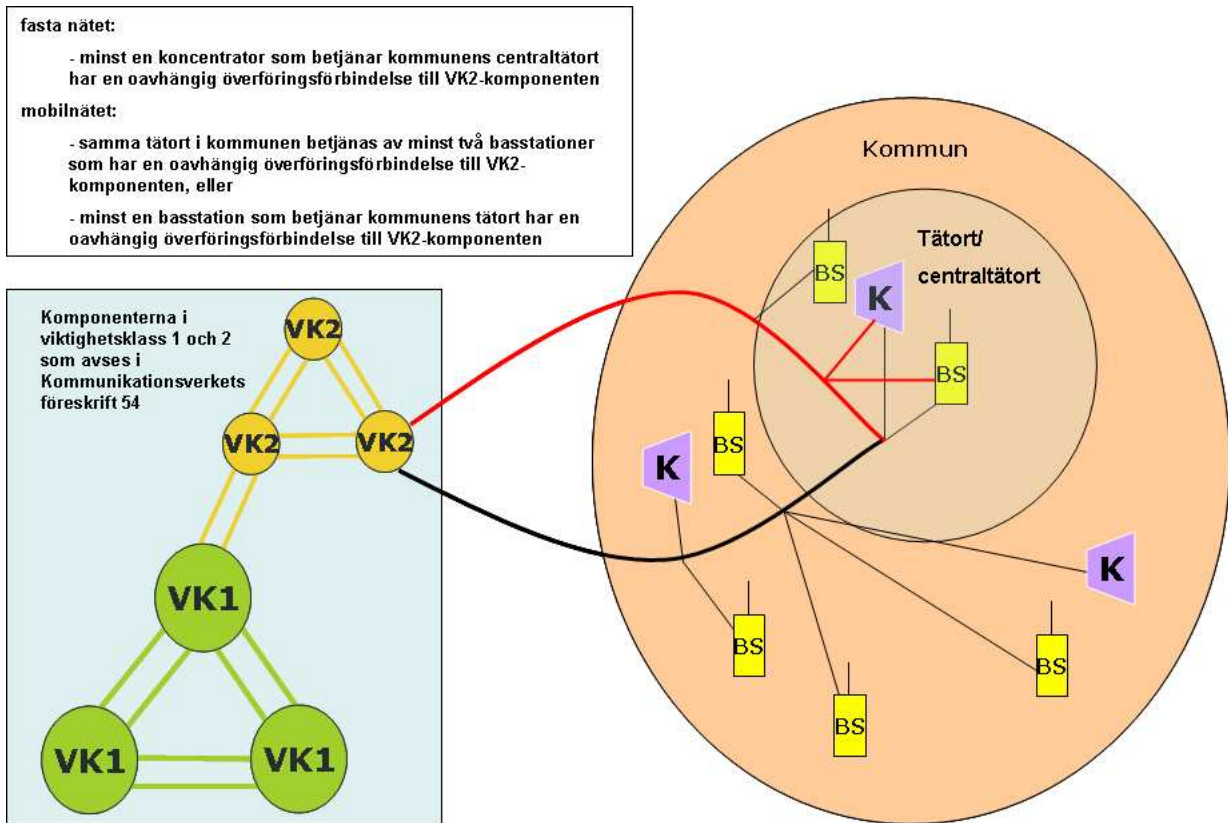 fasta nätet:
- minst en koncentrator som betjänar kommunens centraltätort
har en oavhängig överföringsförbindelse till VK2-komponenten
mobilnätet:
- samma tätort i kommunen betjänas av minst två basstationer
som har en oavhängig överföringsförbindelse till VK2-
komponenten, eller
- minst en basstation som betjänar kommunens tätort har en
oavhängig överföringsförbindelse till VK2-komponenten
Komponenterna i
viktighetsklass 1 och 2
som avses i
Kommunikationsverkets
föreskrift 54
VK2
VK2
VK2
VK1
VK1
VK1
Kommun
Tätort/
centraltätort
BS
K
BS
BS
K
K
BS
BS
BS